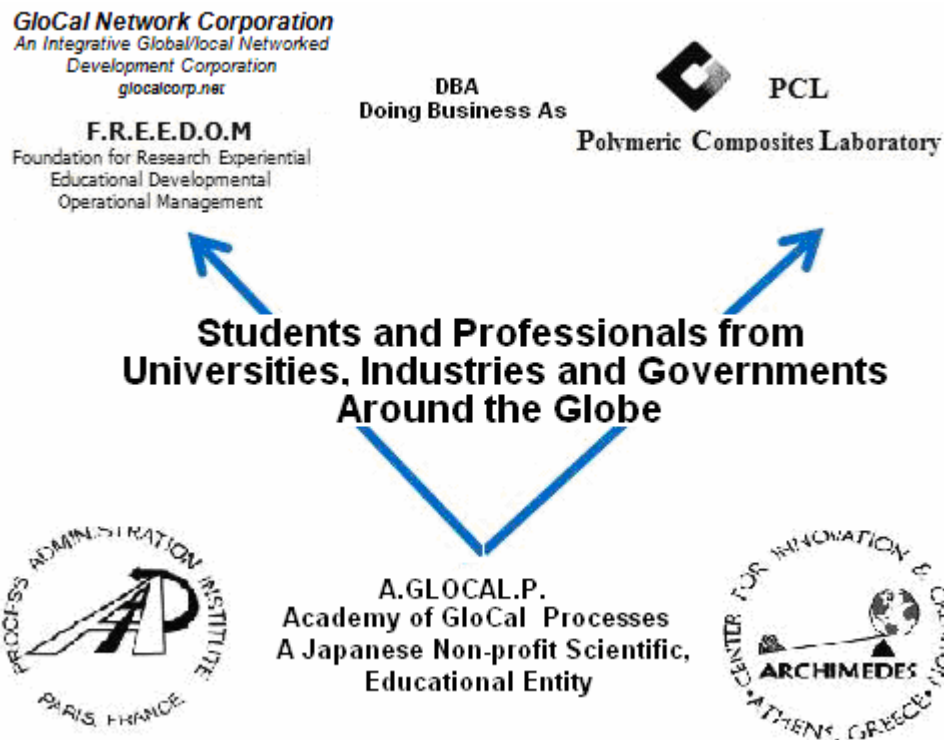 GloCal Network Corporation
An Integrative Global/local Networked
Development Corporation
glocalcorp.net
F.R.E.E.D.O.M
Foundation for Research Experiential
Educational Developmental
Operational Management
DBA
Doing Business As
PCL
Polymeric Composites Laboratory
Students and Professionals from
Universities, Industries and Governments
Around the Globe
PROCESS ADMINISTRATION INSTITUTE
PARIS, FRANCE
A.GLOCAL.P.
Academy of GloCal Processes
A Japanese Non-profit Scientific,
Educational Entity
CENTER FOR INNOVATION &
ARCHIMEDES
ATHENS, GREECE